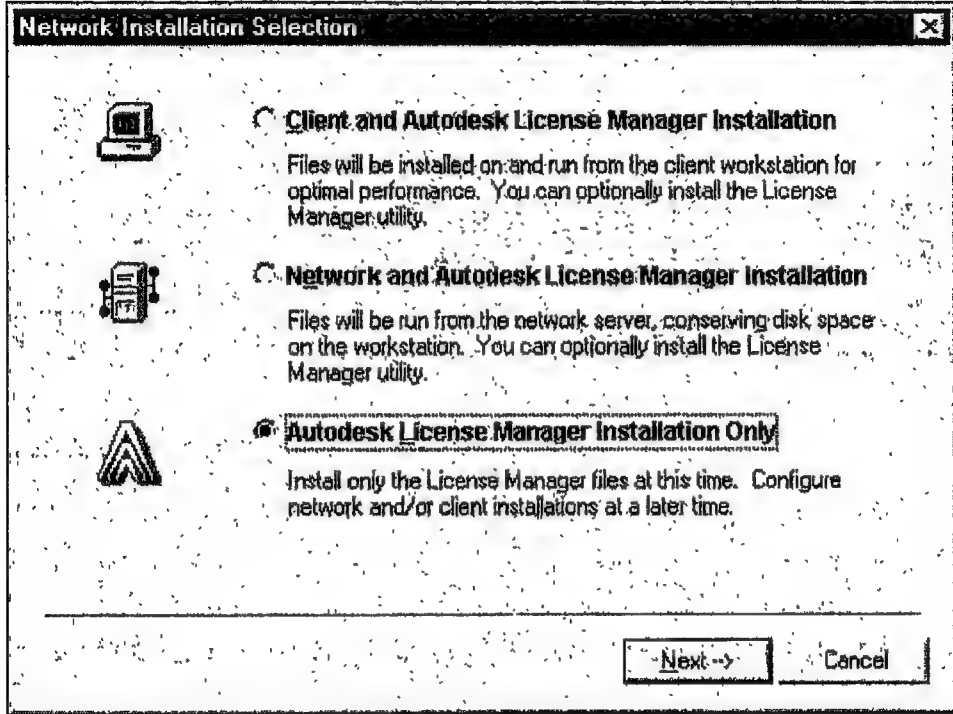 Network Installation Selection
Client and Autodesk License Manager Installation
Files will be installed on and run from the client workstation for
optimal performance. You can optionally install the License
Manager utility.
Network and Autodesk License Manager Installation
Files will be run from the network server, conserving disk space
on the workstation. You can optionally install the License
Manager utility.
Autodesk License Manager Installation Only
Install only the License Manager files at this time. Configure
network and/or client installations at a later time.
Next --> Cancel